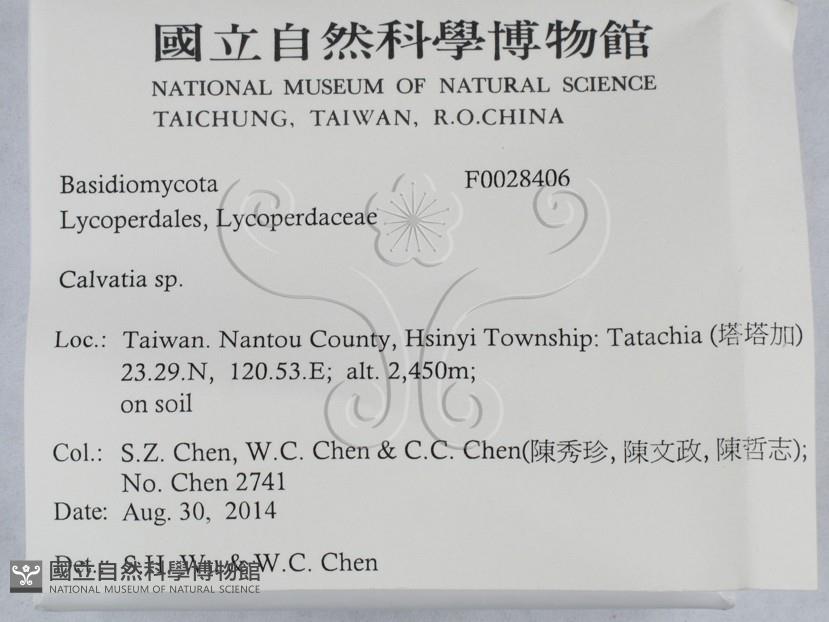 國立自然科學博物館
NATIONAL MUSEUM OF NATURAL SCIENCE
TAICHUNG, TAIWAN, R.O.CHINA
Basidiomycota F0028406
Lycoperdales, Lycoperdaceae
Calvatia sp.
Loc.: Taiwan. Nantou County, Hsinyi Township: Tatachia (塔塔加)
23.29.N, 120.53.E; alt. 2,450m;
on soil
Col.: S.Z. Chen, W.C. Chen & C.C. Chen(陳秀珍, 陳文政, 陳哲志);
No. Chen 2741
Date: Aug. 30, 2014
Det.: S.H. Wu & W.C. Chen
國立自然科學博物館
NATIONAL MUSEUM OF NATURAL SCIENCE